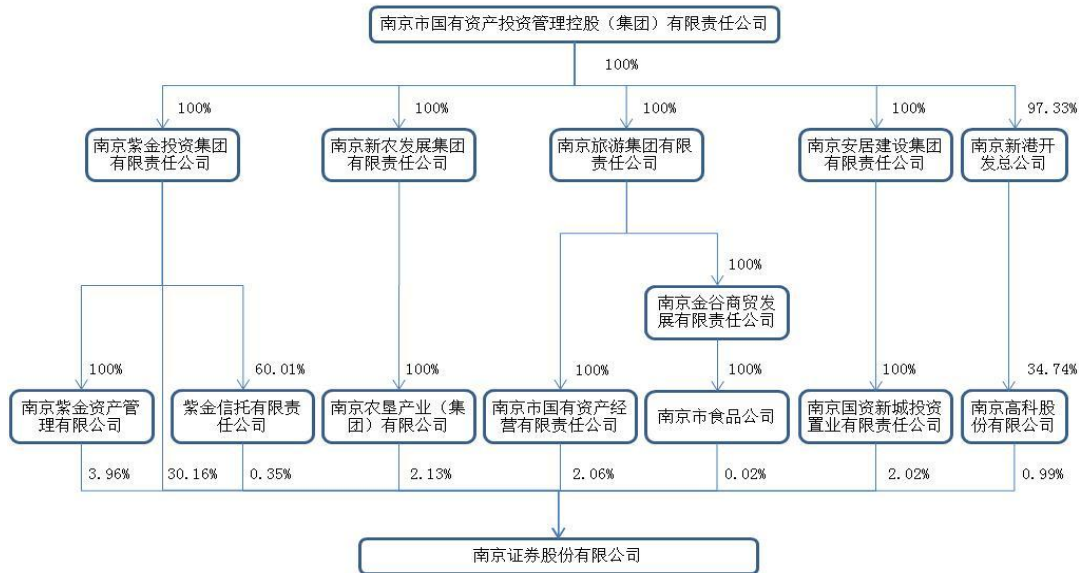 南京市国有资产投资管理控股（集团）有限责任公司
100%
100%
100%
100%
100%
97.33%
南京紫金投资集团
有限责任公司
南京新农发展集团
有限责任公司
南京旅游集团有限
责任公司
南京安居建设集团
有限责任公司
南京新港开
发总公司
100%
南京金谷商贸发
展有限责任公司
100%
60.01%
100%
100%
100%
100%
34.74%
南京紫金资产管
理有限公司
紫金信托有限责
任公司
南京农垦产业（集
团）有限公司
南京市国有资产经
营有限责任公司
南京市食品公司
南京国资新城投资
置业有限责任公司
南京高科股
份有限公司
3.96%
30.16%
0.35%
2.13%
2.06%
0.02%
2.02%
0.99%
南京证券股份有限公司